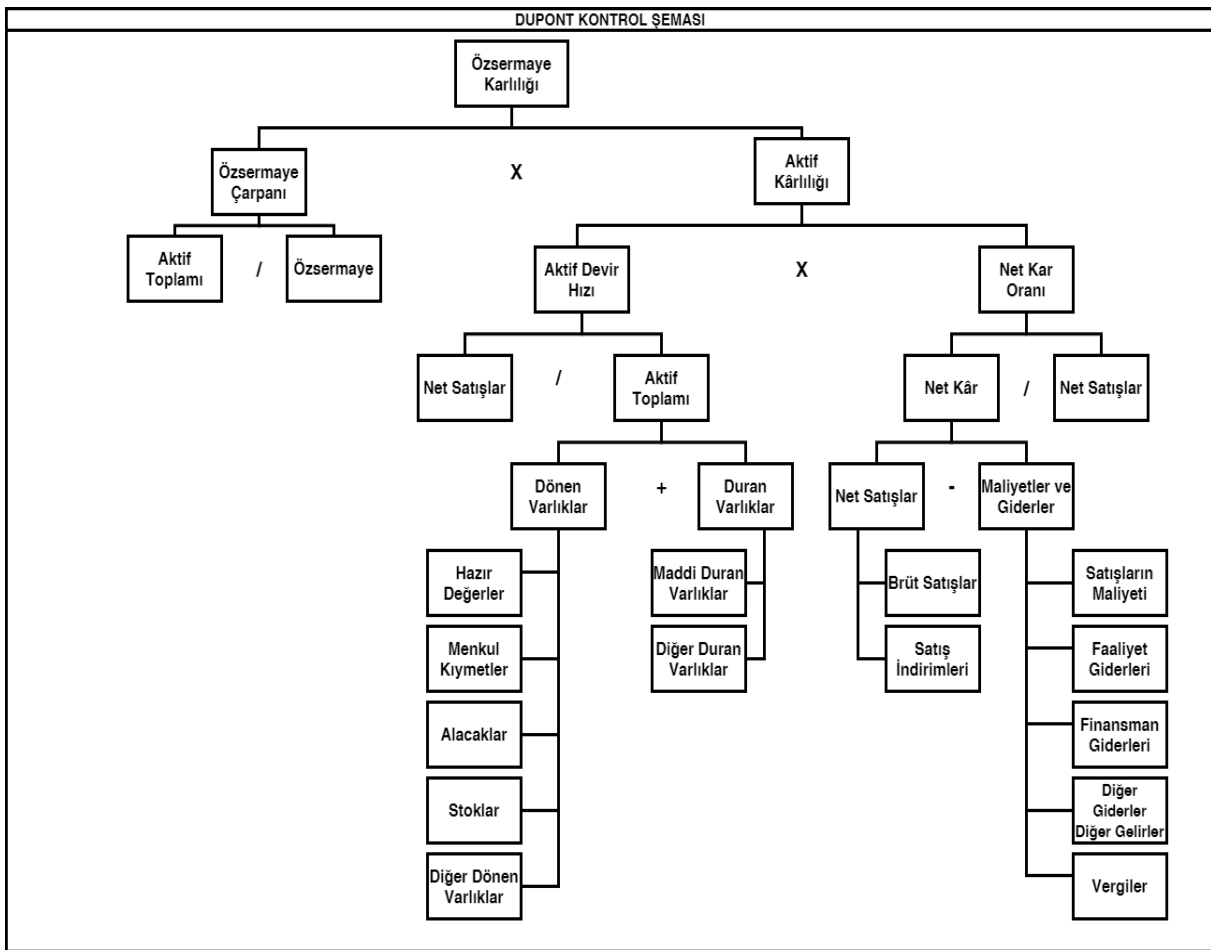 DUPONT KONTROL ŞEMASI
Özsermaye
Karlılığı
Özsermaye
Çarpanı
X
Aktif
Kârlılığı
Aktif
Toplamı
/
Özsermaye
Aktif Devir
Hızı
X
Net Kar
Oranı
Net Satışlar
/
Aktif
Toplamı
Net Kâr
/
Net Satışlar
Dönen
Varlıklar
+
Duran
Varlıklar
Net Satışlar
-
Maliyetler ve
Giderler
Hazır
Değerler
Maddi Duran
Varlıklar
Brüt Satışlar
Satışların
Maliyeti
Menkul
Kıymetler
Diğer Duran
Varlıklar
Satış
İndirimleri
Faaliyet
Giderleri
Alacaklar
Finansman
Giderleri
Stoklar
Diğer
Giderler
Diğer Gelirler
Diğer Dönen
Varlıklar
Vergiler